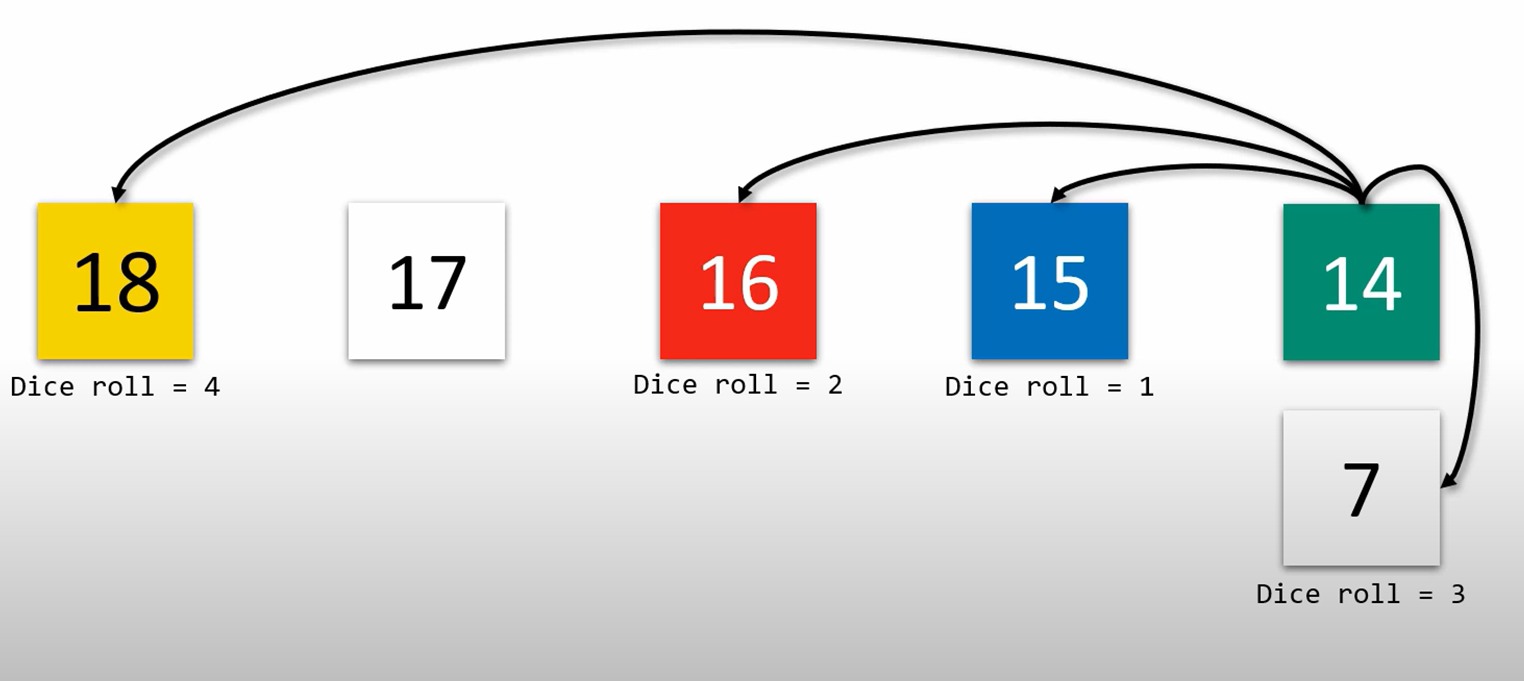 18 17 16 15 14
Dice roll = 4 Dice roll = 2 Dice roll = 1
7
Dice roll = 3